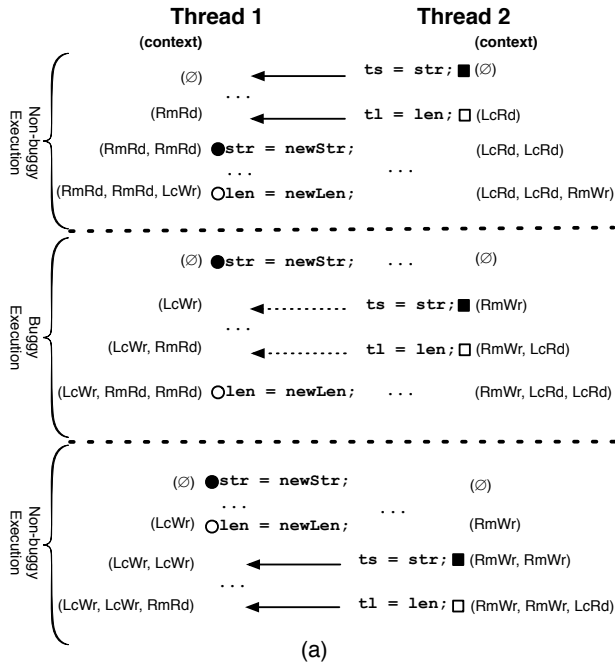 Thread 1 Thread 2
(context) (context)
Non-buggy
Execution
(∅) ts = str; (∅)
...
(RmRd) tl = len; (LcRd)
(RmRd, RmRd) str = newStr; (LcRd, LcRd)
... ...
(RmRd, RmRd, LcWr) len = newLen; (LcRd, LcRd, RmWr)
Buggy
Execution
(∅) str = newStr; ... (∅)
(LcWr) ts = str; (RmWr)
...
(LcWr, RmRd) tl = len; (RmWr, LcRd)
(LcWr, RmRd, RmRd) len = newLen; ... (RmWr, LcRd, LcRd)
Non-buggy
Execution
(∅) str = newStr; (∅)
... ...
(LcWr) len = newLen; (RmWr)
(LcWr, LcWr) ts = str; (RmWr, RmWr)
...
(LcWr, LcWr, RmRd) tl = len; (RmWr, RmWr, LcRd)
(a)